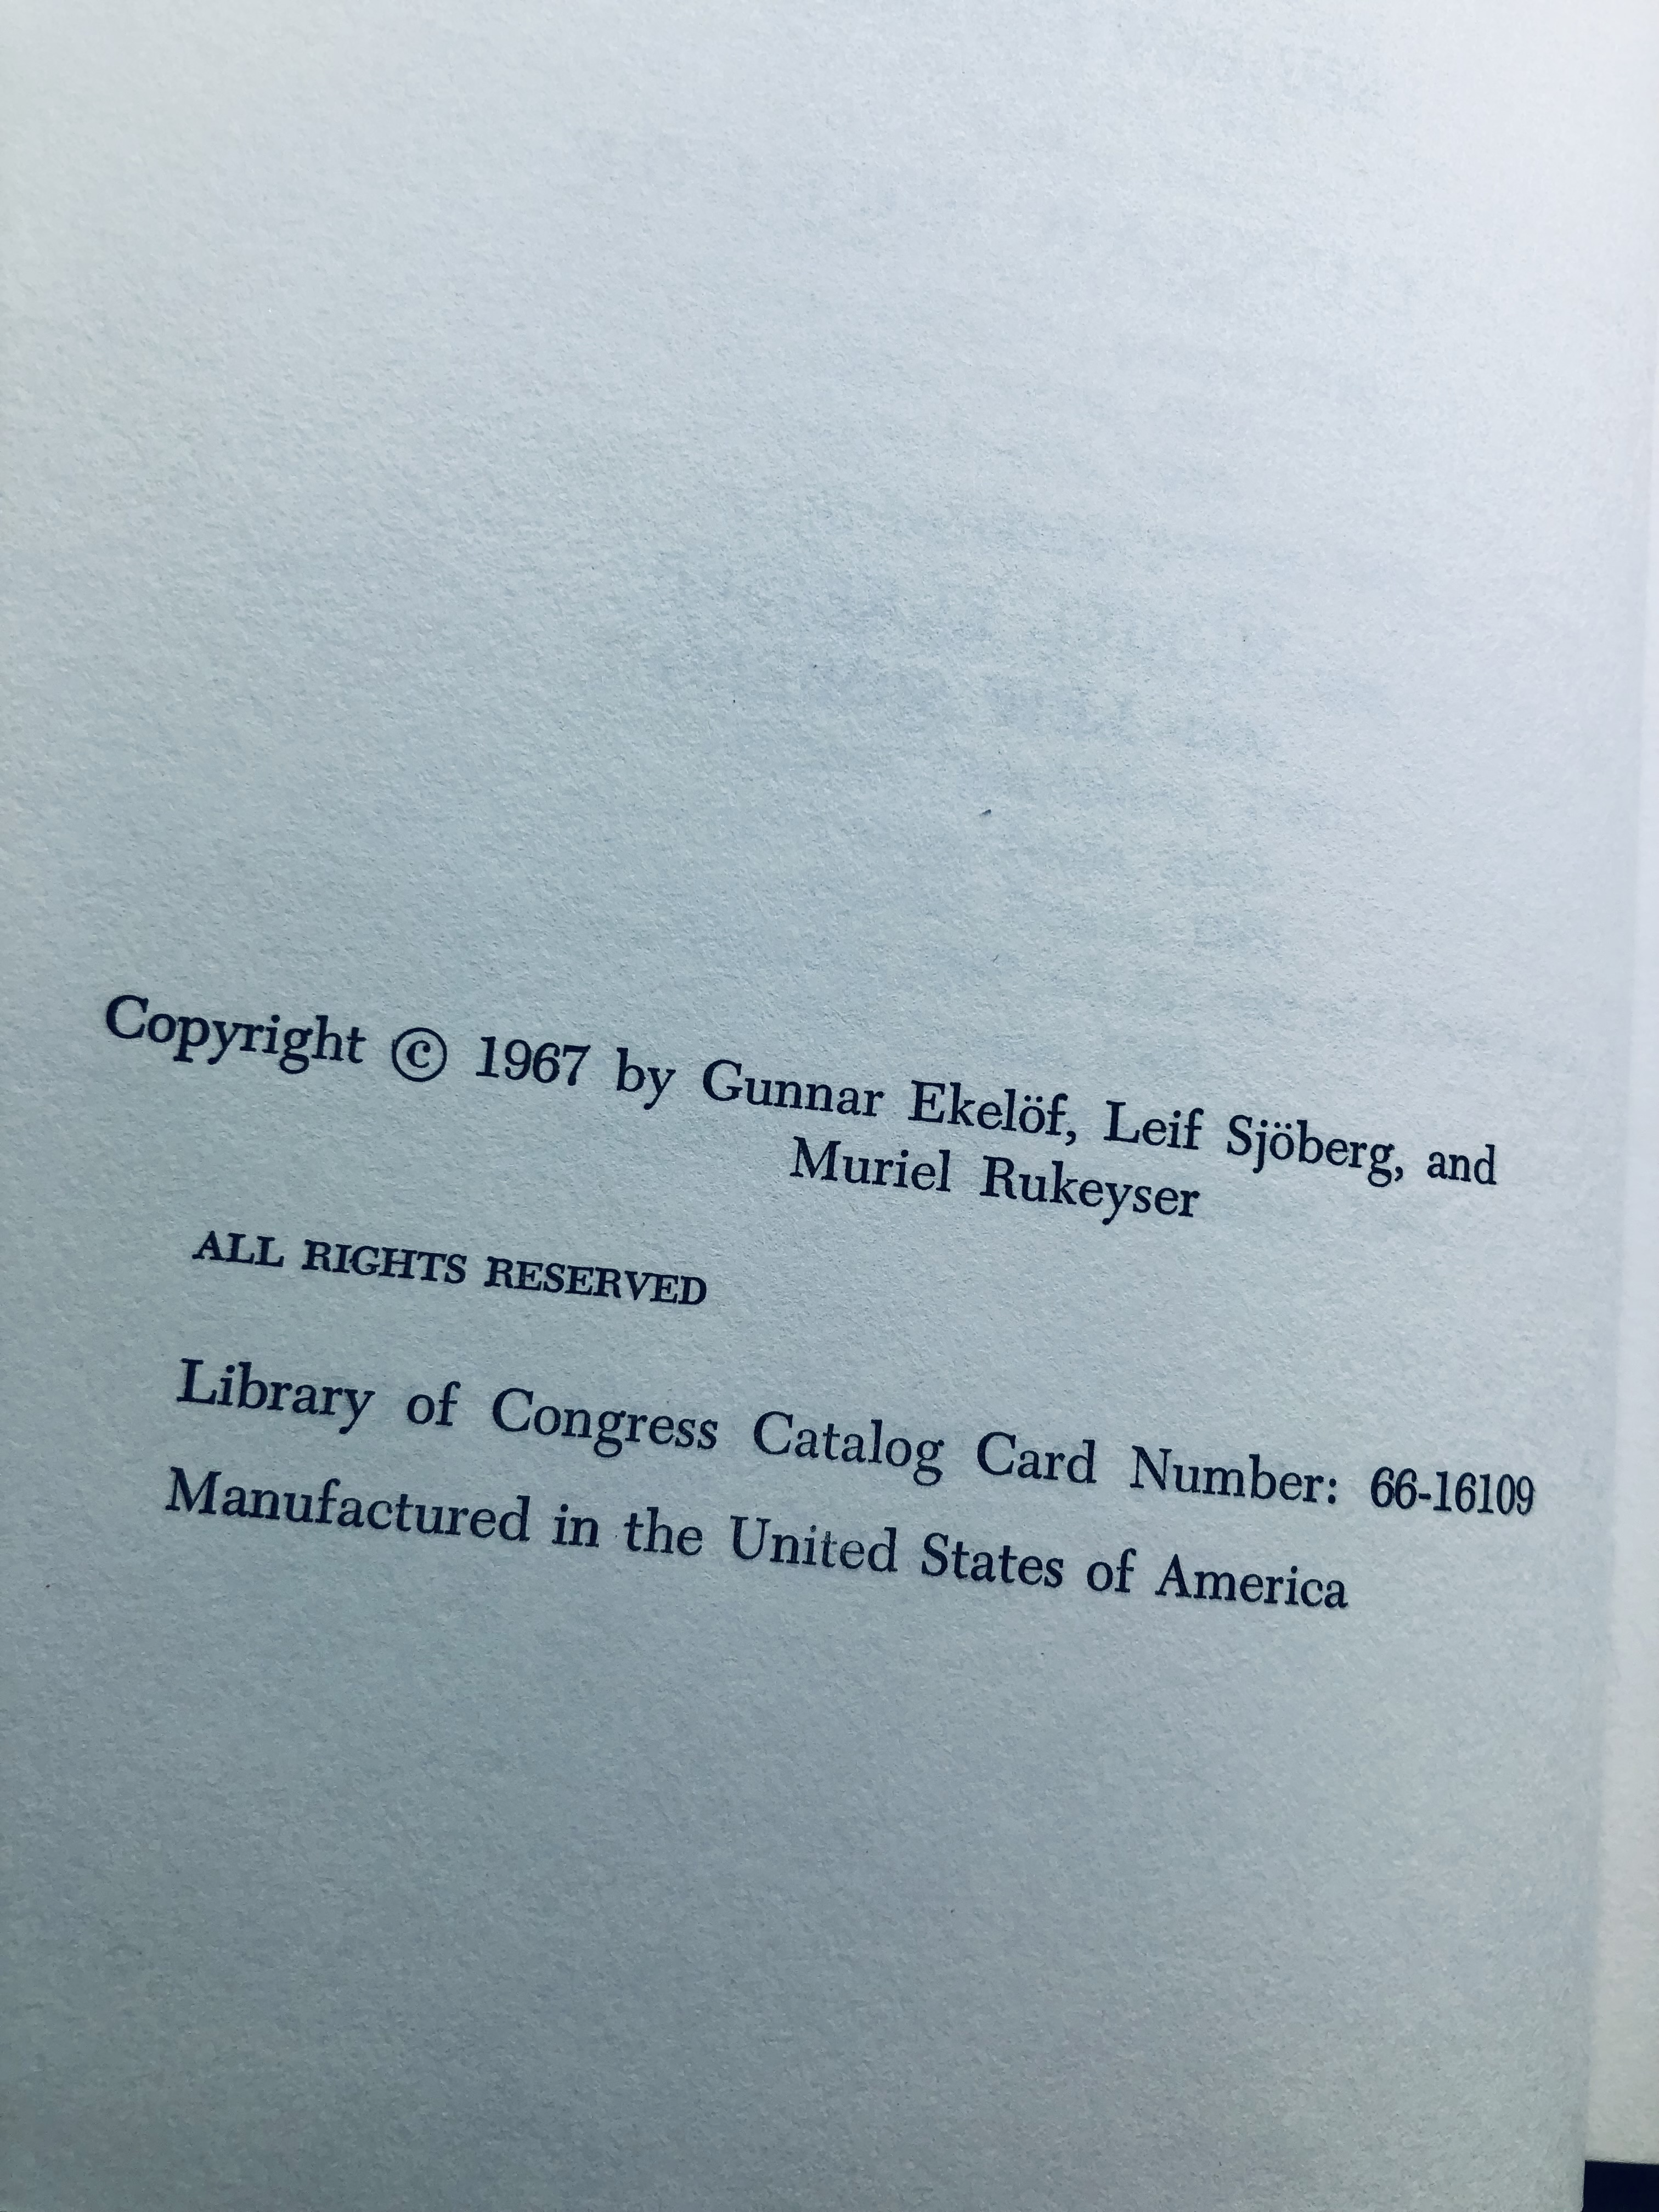 Copyright © 1967 by Gunnar Ekelöf, Leif Sjöberg, and
Muriel Rukeyser
ALL RIGHTS RESERVED
Library of Congress Catalog Card Number: 66-16109
Manufactured in the United States of America